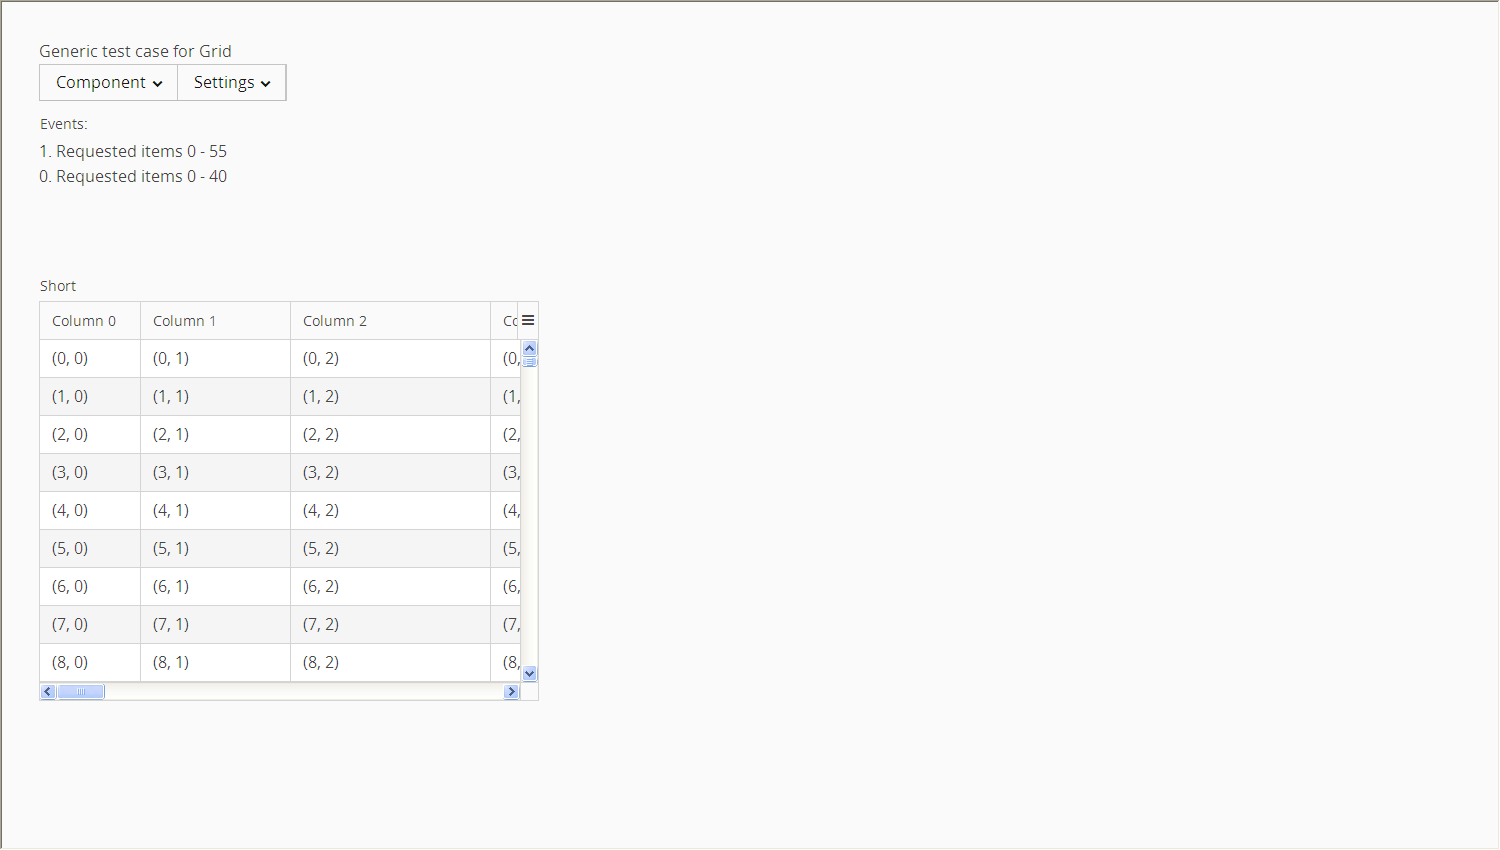 Generic test case for Grid
Component Settings
Events:
1. Requested items 0 - 55
0. Requested items 0 - 40
Short
Column 0 Column 1 Column 2 Co
(0, 0) (0, 1) (0, 2) (0,
(1, 0) (1, 1) (1, 2) (1,
(2, 0) (2, 1) (2, 2) (2,
(3, 0) (3, 1) (3, 2) (3,
(4, 0) (4, 1) (4, 2) (4,
(5, 0) (5, 1) (5, 2) (5,
(6, 0) (6, 1) (6, 2) (6,
(7, 0) (7, 1) (7, 2) (7,
(8, 0) (8, 1) (8, 2) (8,